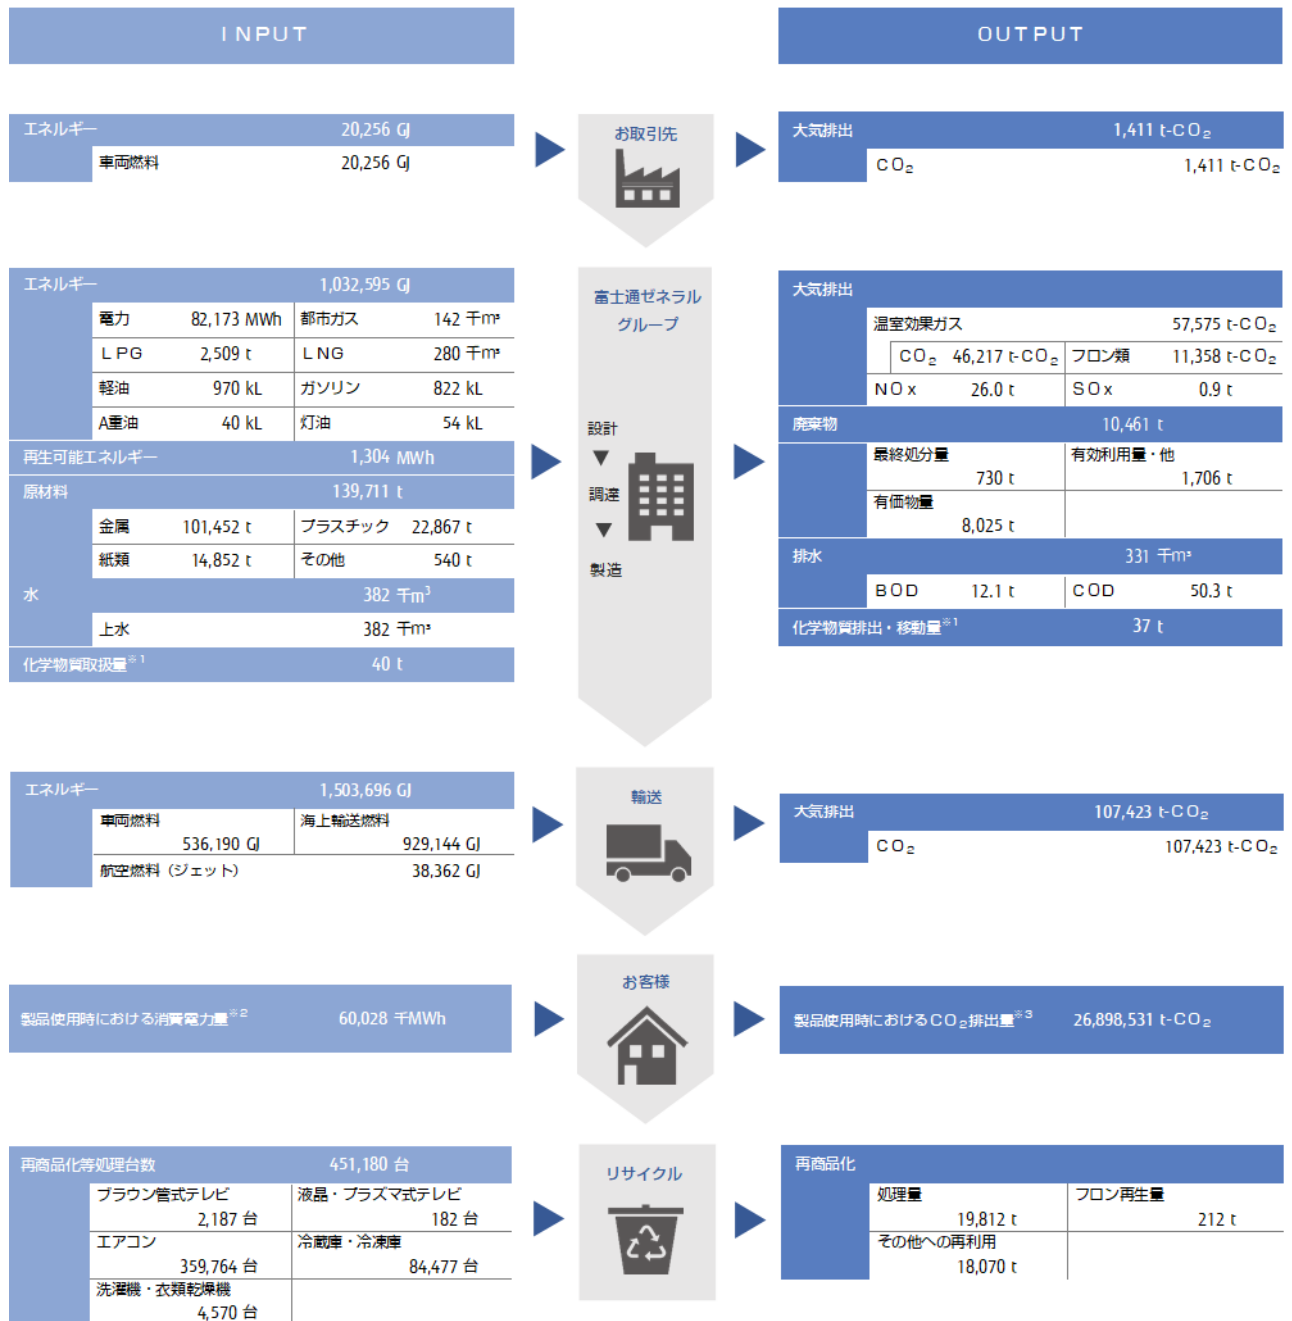 INPUT
OUTPUT
エネルギー 20,256 GJ
車両燃料 20,256 GJ
お取引先
大気排出 1,411 t-CO₂
CO₂ 1,411 t-CO₂
エネルギー 1,032,595 GJ
電力 82,173 MWh 都市ガス 142 千m³
LPG 2,509 t LNG 280 千m³
軽油 970 kL ガソリン 822 kL
A重油 40 kL 灯油 54 kL
再生可能エネルギー 1,304 MWh
原材料 139,711 t
金属 101,452 t プラスチック 22,867 t
紙類 14,852 t その他 540 t
水 382 千m³
上水 382 千m³
化学物質取扱量※1 40 t
富士通ゼネラル
グループ
設計
▼
調達
▼
製造
大気排出
温室効果ガス 57,575 t-CO₂
CO₂ 46,217 t-CO₂ フロン類 11,358 t-CO₂
NOx 26.0 t SOx 0.9 t
廃棄物 10,461 t
最終処分量 有効利用量・他
730 t 1,706 t
有価物量
8,025 t
排水 331 千m³
BOD 12.1 t COD 50.3 t
化学物質排出・移動量※1 37 t
エネルギー 1,503,696 GJ
車両燃料 海上輸送燃料
536,190 GJ 929,144 GJ
航空燃料（ジェット） 38,362 GJ
輸送
大気排出 107,423 t-CO₂
CO₂ 107,423 t-CO₂
製品使用時における消費電力量※2 60,028 千MWh
お客様
製品使用時におけるCO₂排出量※3 26,898,531 t-CO₂
再商品化等処理台数 451,180 台
ブラウン管式テレビ 液晶・プラズマ式テレビ
2,187 台 182 台
エアコン 冷蔵庫・冷凍庫
359,764 台 84,477 台
洗濯機・衣類乾燥機
4,570 台
リサイクル
再商品化
処理量 フロン再生量
19,812 t 212 t
その他への再利用
18,070 t